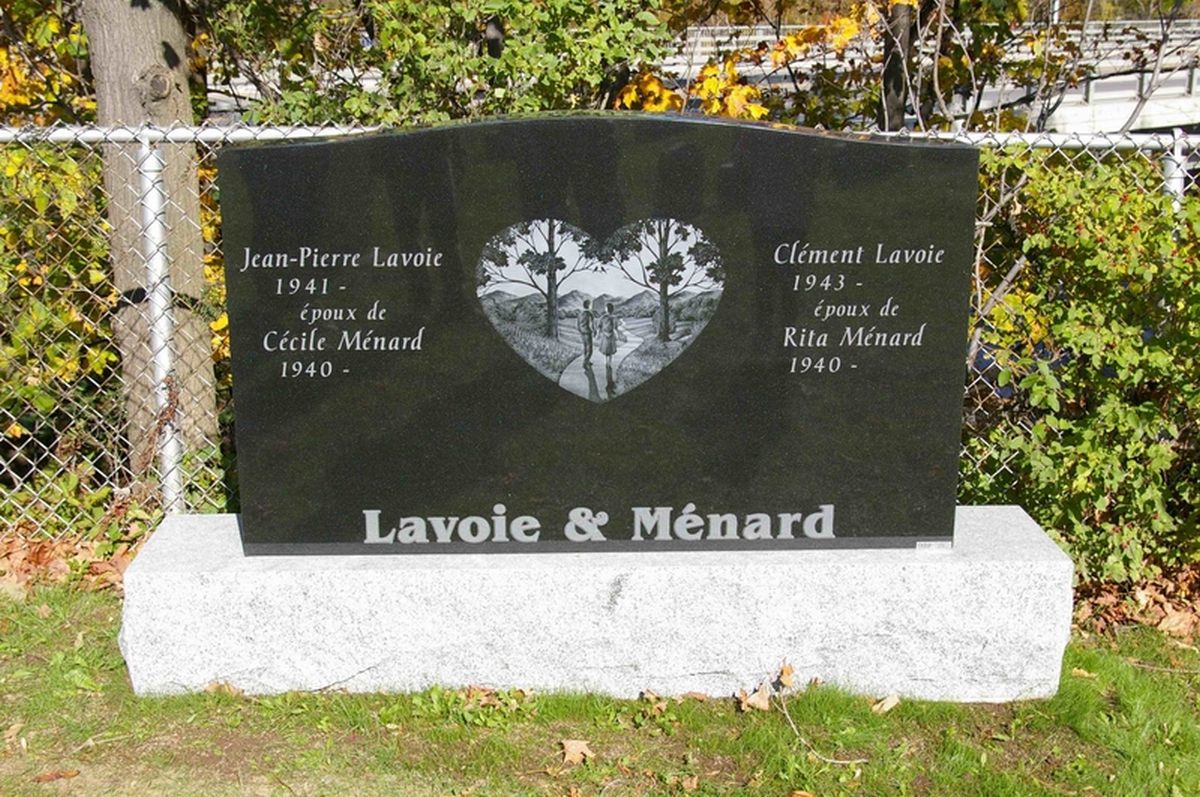 Jean-Pierre Lavoie
1941 -
époux de
Cécile Ménard
1940 -
Clément Lavoie
1943 -
époux de
Rita Ménard
1940 -
Lavoie & Ménard